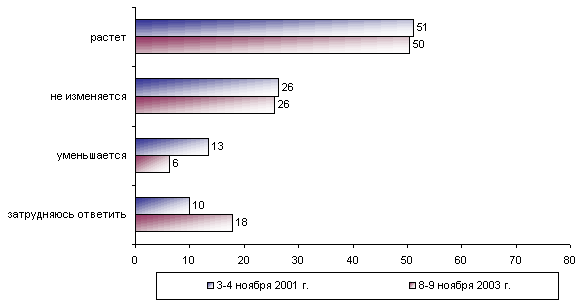 растет
51
50
не изменяется
26
26
уменьшается
13
6
затрудняюсь ответить
10
18
0 10 20 30 40 50 60 70 80
3-4 ноября 2001 г. 8-9 ноября 2003 г.